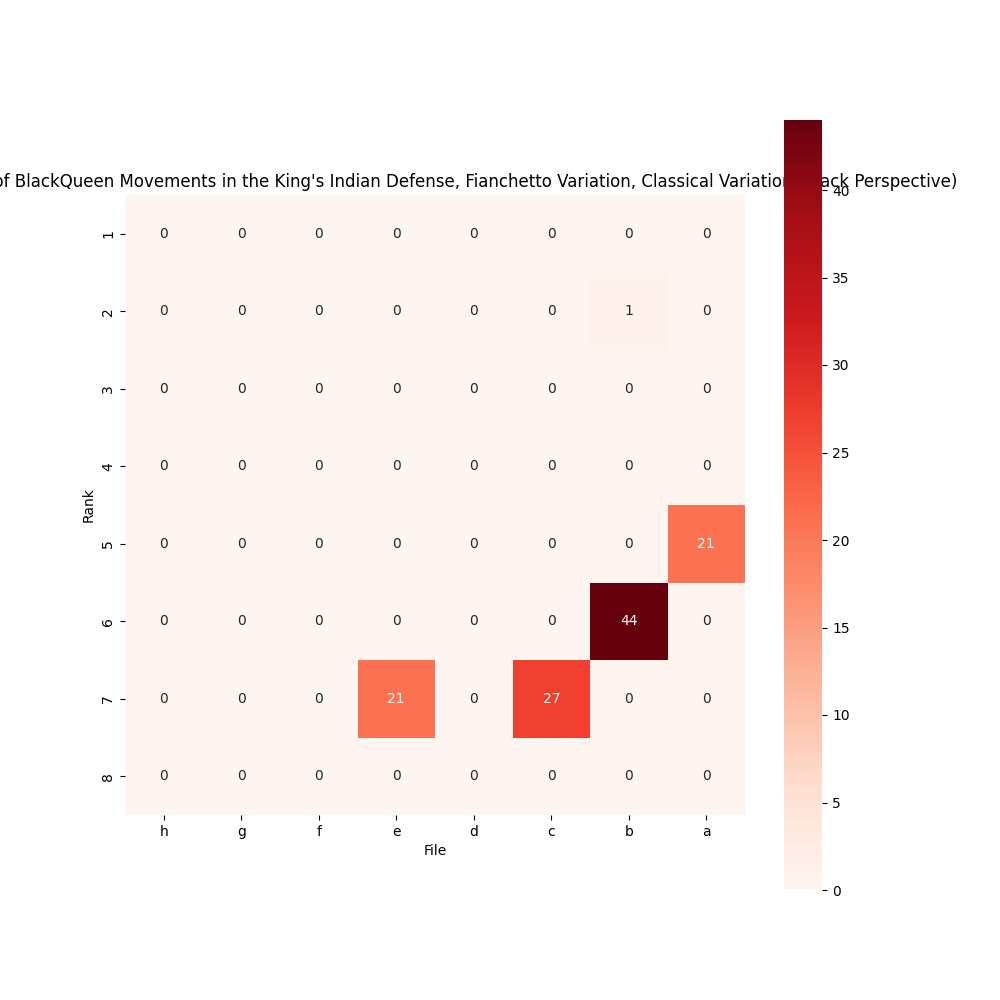 of BlackQueen Movements in the King's Indian Defense, Fianchetto Variation, Classical Variation ack Perspective)
40
1 0 0 0 0 0 0 0 0
35
2 0 0 0 0 0 0 1 0
3 0 0 0 0 0 0 0 0
30
4 0 0 0 0 0 0 0 0
25
Rank
5 0 0 0 0 0 0 0 21
20
6 0 0 0 0 0 0 44 0
15
7 0 0 0 21 0 27 0 0
10
8 0 0 0 0 0 0 0 0
5
h g f e d c b a
File
0